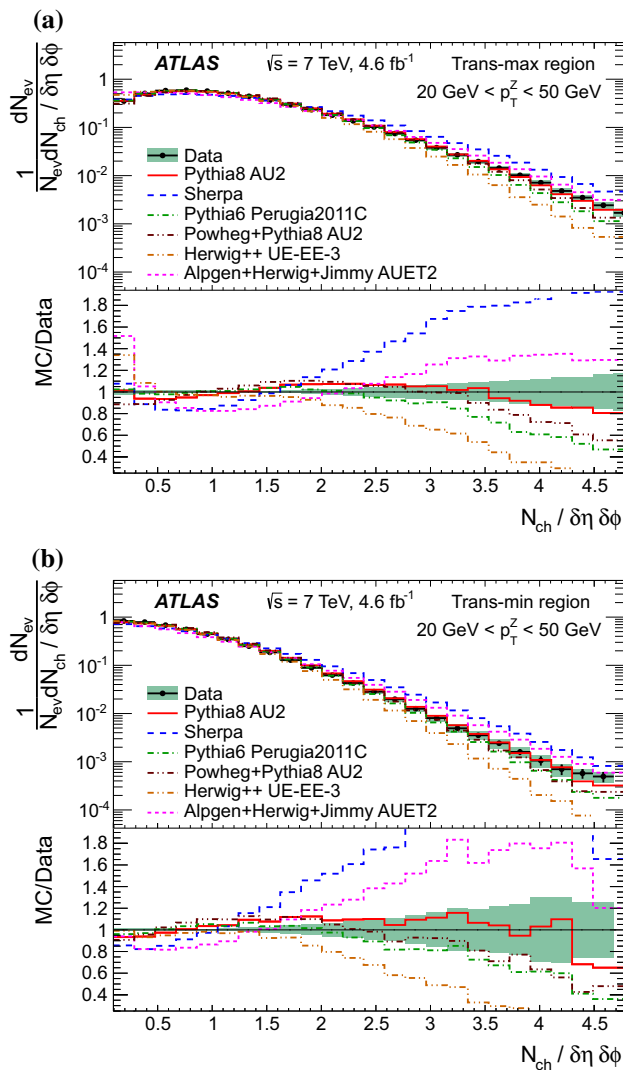 (a)
ATLAS √s = 7 TeV, 4.6 fb⁻¹ Trans-max region
20 GeV < p_T^Z < 50 GeV
1/N_ev dN_ev/dN_ch / δη δϕ
1
10⁻¹
10⁻²
10⁻³
10⁻⁴
Data
Pythia8 AU2
Sherpa
Pythia6 Perugia2011C
Powheg+Pythia8 AU2
Herwig++ UE-EE-3
Alpgen+Herwig+Jimmy AUET2
MC/Data
1.8
1.6
1.4
1.2
1
0.8
0.6
0.4
0.5 1 1.5 2 2.5 3 3.5 4 4.5
N_ch / δη δϕ
(b)
ATLAS √s = 7 TeV, 4.6 fb⁻¹ Trans-min region
20 GeV < p_T^Z < 50 GeV
1/N_ev dN_ev/dN_ch / δη δϕ
1
10⁻¹
10⁻²
10⁻³
10⁻⁴
Data
Pythia8 AU2
Sherpa
Pythia6 Perugia2011C
Powheg+Pythia8 AU2
Herwig++ UE-EE-3
Alpgen+Herwig+Jimmy AUET2
MC/Data
1.8
1.6
1.4
1.2
1
0.8
0.6
0.4
0.5 1 1.5 2 2.5 3 3.5 4 4.5
N_ch / δη δϕ